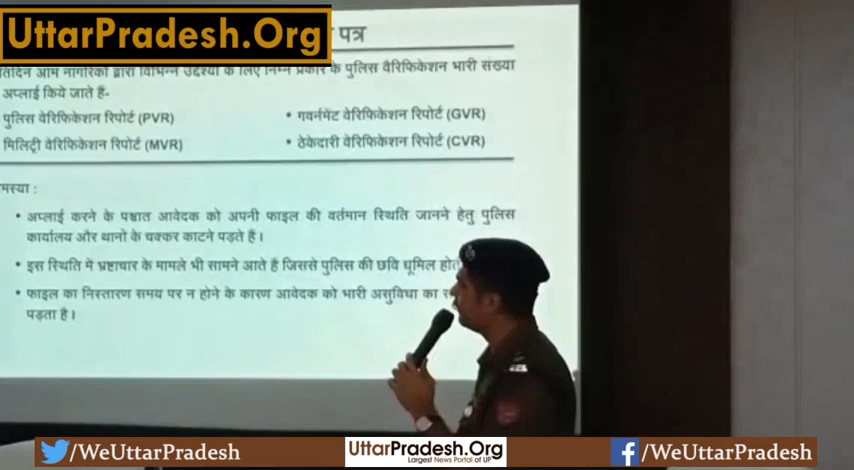 UttarPradesh.Org
पत्र
आम नागरिकों द्वारा विभिन्न उद्देश्यों के लिए निम्न प्रकार के पुलिस वैरिफिकेशन भारी संख्या
अप्लाई किये जाते हैं-
पुलिस वेरिफिकेशन रिपोर्ट (PVR)
• गवर्नमेंट वेरिफिकेशन रिपोर्ट (GVR)
मिलिट्री वेरिफिकेशन रिपोर्ट (MVR)
• ठेकेदारी वेरिफिकेशन रिपोर्ट (CVR)
• अप्लाई करने के पश्चात आवेदक को अपनी फाइल की वर्तमान स्थिति जानने हेतु पुलिस
कार्यालय और थानो के चक्कर काटने पड़ते हैं।
• इस स्थिति में भ्रष्टाचार के मामले भी सामने आते है जिससे पुलिस की छवि धूमिल
• फाइल का निस्तारण समय पर न होने के कारण आवेदक को भारी असुविधा का
पड़ता है।
/WeUttarPradesh
UttarPradesh.Org
Largest News Portal of UP
/WeUttarPradesh